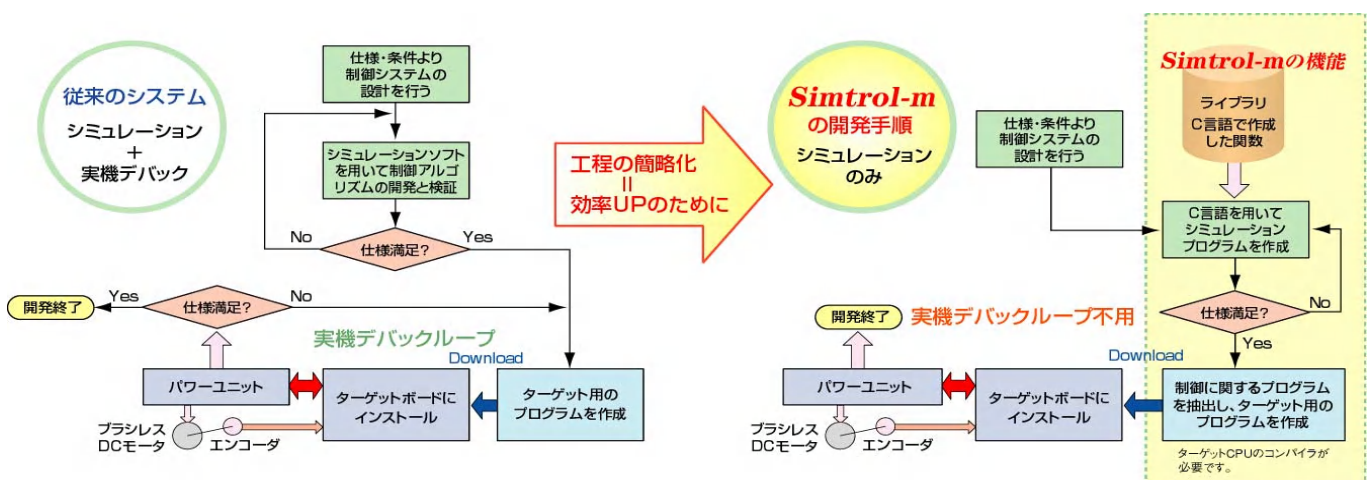 従来のシステム
シミュレーション
+
実機デバック
仕様・条件より
制御システムの
設計を行う
シミュレーションソフト
を用いて制御アルゴ
リズムの開発と検証
No
仕様満足?
Yes
Yes
仕様満足?
No
開発終了
実機デバックループ
Download
パワーユニット
ターゲットボードに
インストール
ターゲット用の
プログラムを作成
ブラシレス
DCモータ
エンコーダ
工程の簡略化
=
効率UPのために
Simtrol-m
の開発手順
シミュレーション
のみ
仕様・条件より
制御システムの
設計を行う
Simtrol-mの機能
ライブラリ
C言語で作成
した関数
C言語を用いて
シミュレーション
プログラムを作成
仕様満足?
No
Yes
開発終了
実機デバックループ不用
Download
パワーユニット
ターゲットボードに
インストール
制御に関するプログラム
を抽出し、ターゲット用の
プログラムを作成
ブラシレス
DCモータ
エンコーダ
ターゲットCPUのコンパイラが
必要です。